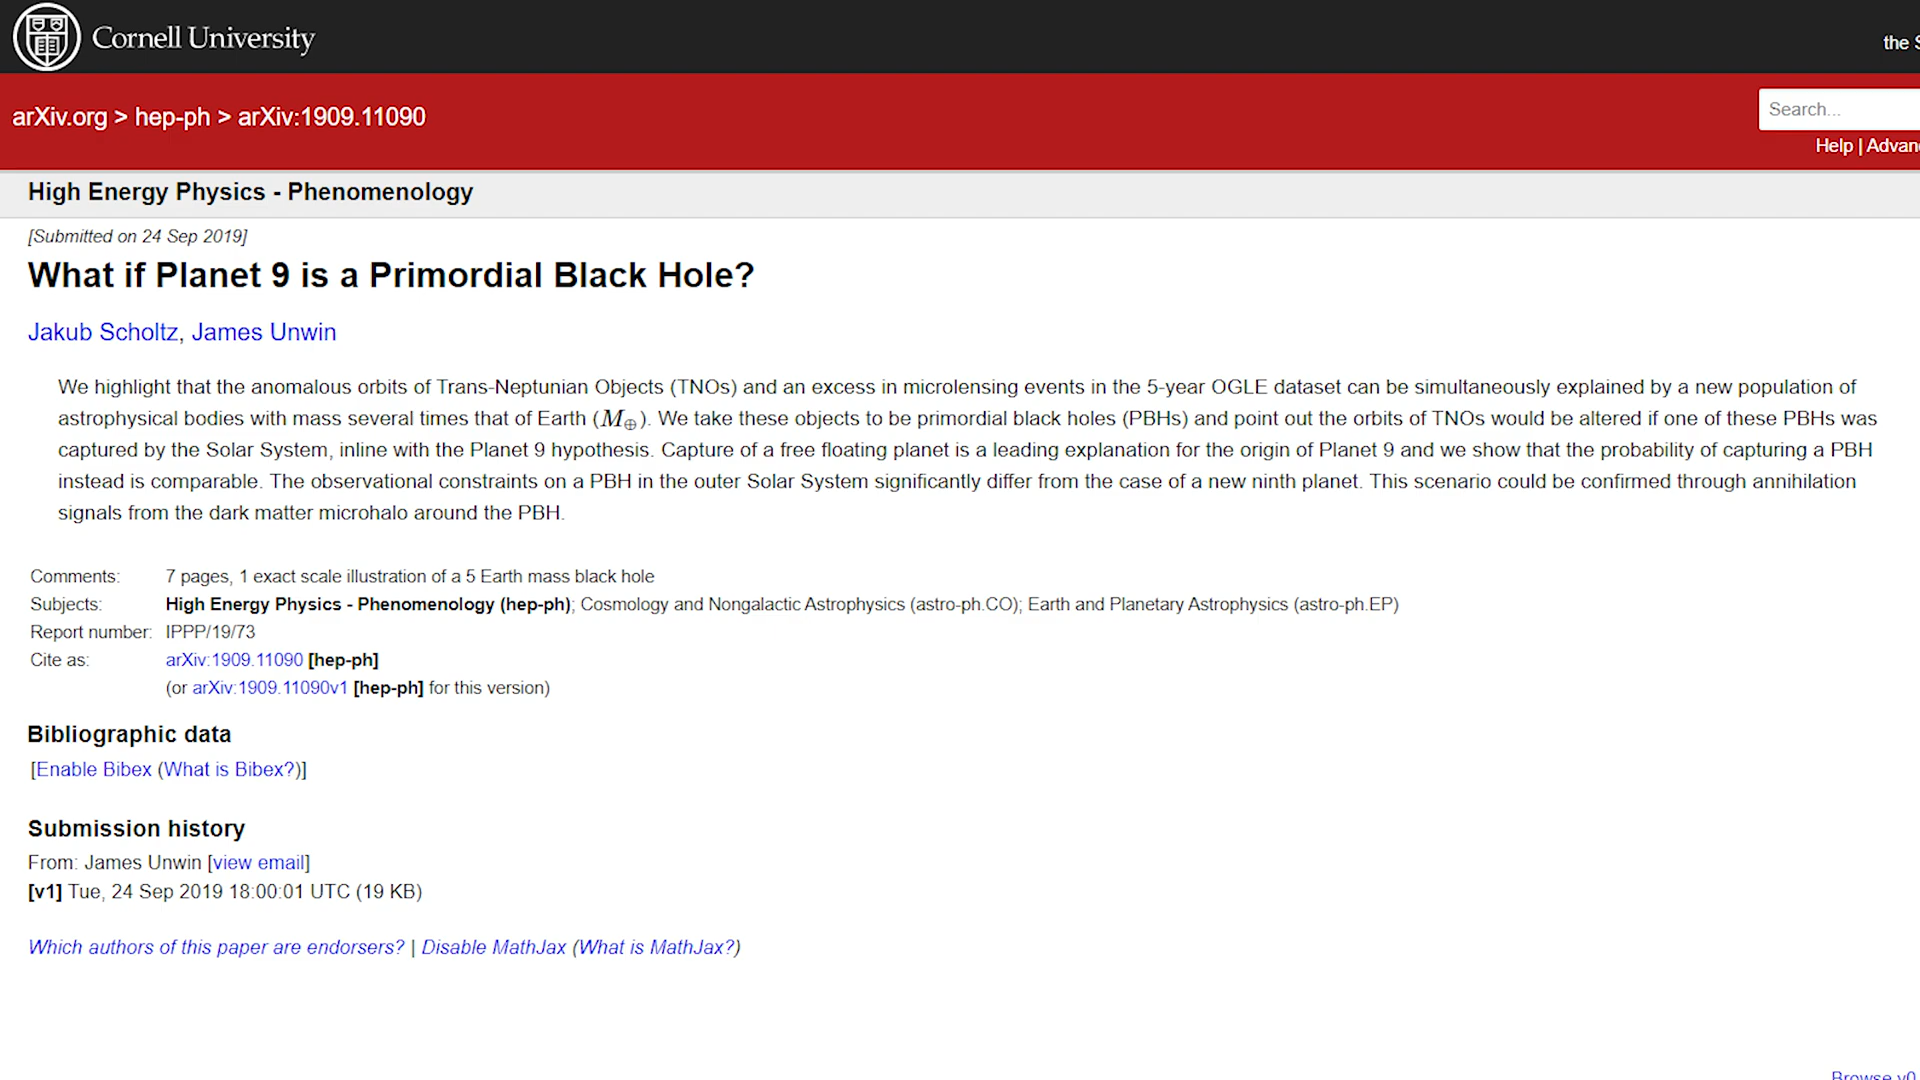 Cornell University
the
arXiv.org > hep-ph > arXiv:1909.11090
Search...
Help |
High Energy Physics - Phenomenology
[Submitted on 24 Sep 2019]
What if Planet 9 is a Primordial Black Hole?
Jakub Scholtz, James Unwin
We highlight that the anomalous orbits of Trans-Neptunian Objects (TNOs) and an excess in microlensing events in the 5-year OGLE dataset can be simultaneously explained by a new population of
astrophysical bodies with mass several times that of Earth (M⊕). We take these objects to be primordial black holes (PBHs) and point out the orbits of TNOs would be altered if one of these PBHs was
captured by the Solar System, inline with the Planet 9 hypothesis. Capture of a free floating planet is a leading explanation for the origin of Planet 9 and we show that the probability of capturing a PBH
instead is comparable. The observational constraints on a PBH in the outer Solar System significantly differ from the case of a new ninth planet. This scenario could be confirmed through annihilation
signals from the dark matter microhalo around the PBH.
Comments: 7 pages, 1 exact scale illustration of a 5 Earth mass black hole
Subjects: High Energy Physics - Phenomenology (hep-ph); Cosmology and Nongalactic Astrophysics (astro-ph.CO); Earth and Planetary Astrophysics (astro-ph.EP)
Report number: IPPP/19/73
Cite as: arXiv:1909.11090 [hep-ph]
(or arXiv:1909.11090v1 [hep-ph] for this version)
Bibliographic data
[Enable Bibex (What is Bibex?)]
Submission history
From: James Unwin [view email]
[v1] Tue, 24 Sep 2019 18:00:01 UTC (19 KB)
Which authors of this paper are endorsers? | Disable MathJax (What is MathJax?)